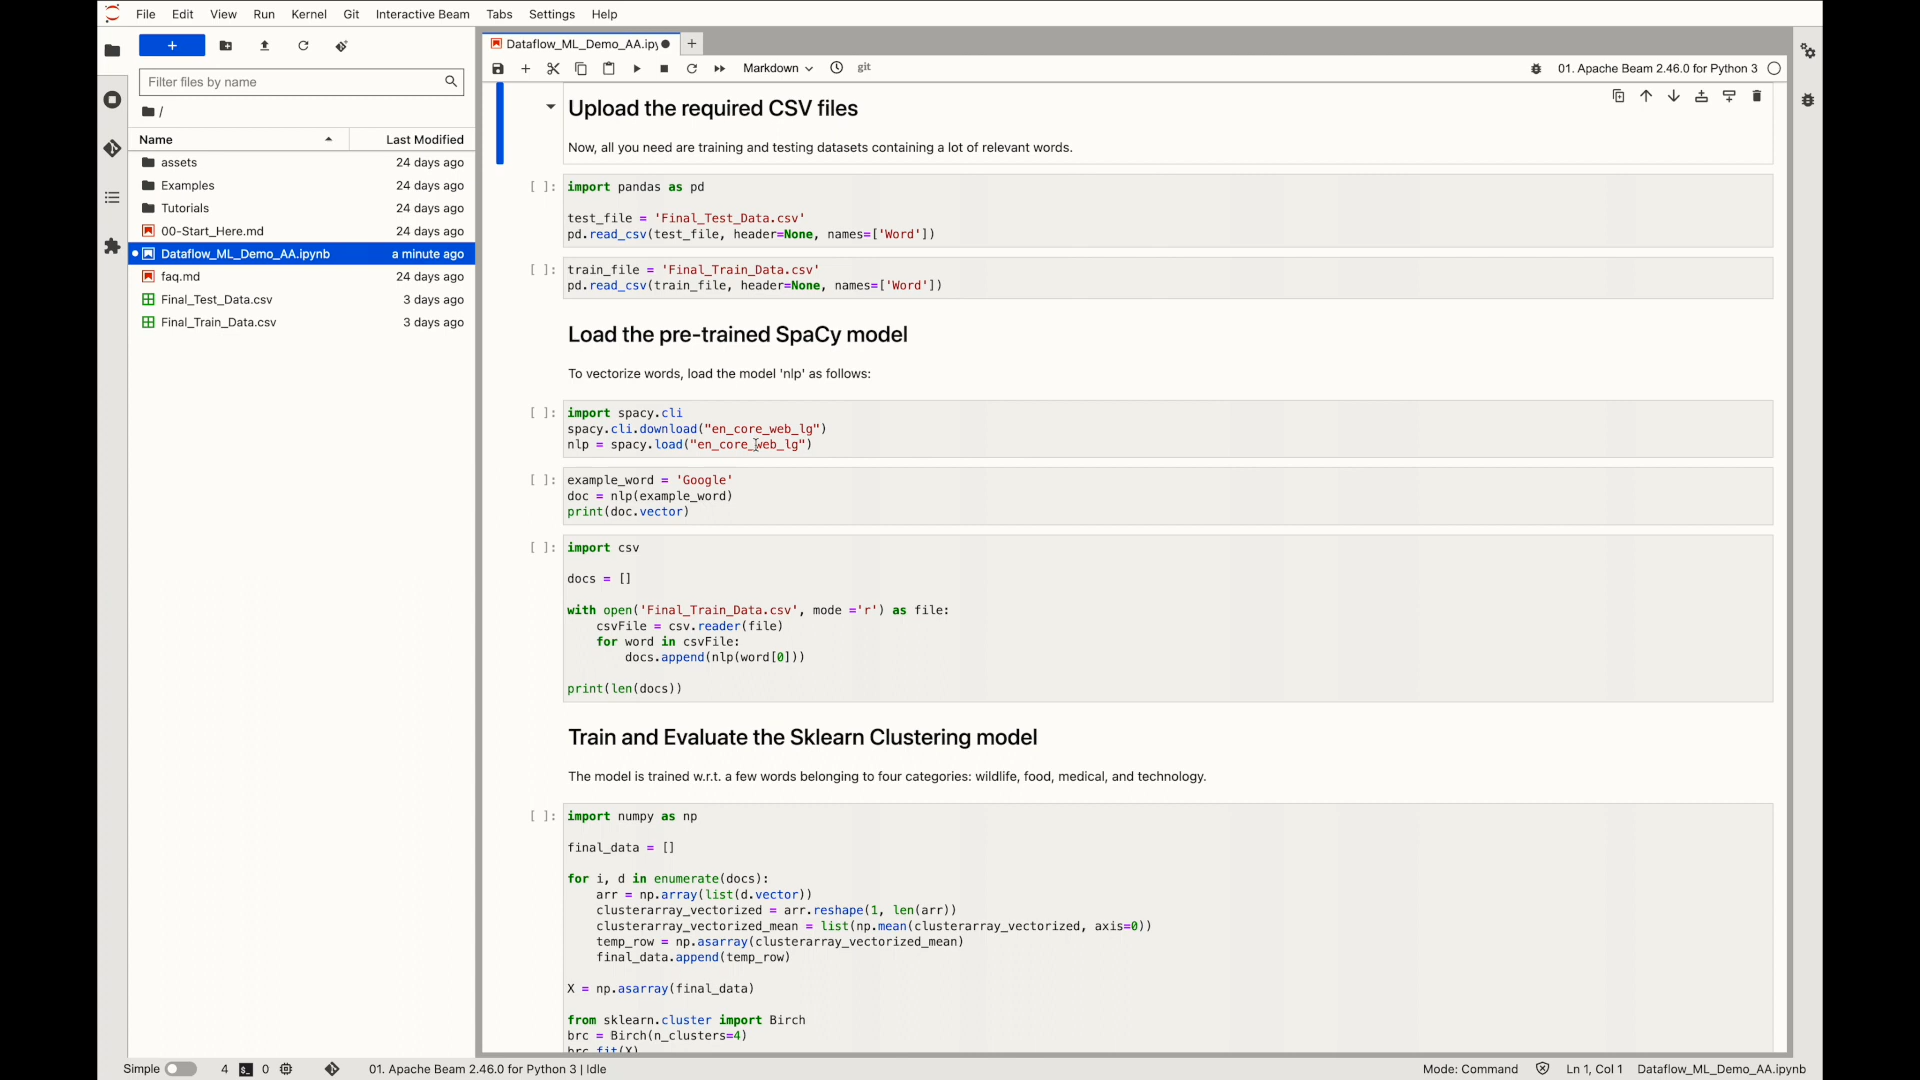 File Edit View Run Kernel Git Interactive Beam Tabs Settings Help
Filter files by name
/
Name Last Modified
assets 24 days ago
Examples 24 days ago
Tutorials 24 days ago
00-Start_Here.md 24 days ago
Dataflow_ML_Demo_AA.ipynb a minute ago
faq.md 24 days ago
Final_Test_Data.csv 3 days ago
Final_Train_Data.csv 3 days ago
Dataflow_ML_Demo_AA.ipy
Markdown git 01. Apache Beam 2.46.0 for Python 3
Upload the required CSV files
Now, all you need are training and testing datasets containing a lot of relevant words.
[ ]: import pandas as pd
test_file = 'Final_Test_Data.csv'
pd.read_csv(test_file, header=None, names=['Word'])
[ ]: train_file = 'Final_Train_Data.csv'
pd.read_csv(train_file, header=None, names=['Word'])
Load the pre-trained SpaCy model
To vectorize words, load the model 'nlp' as follows:
[ ]: import spacy.cli
spacy.cli.download("en_core_web_lg")
nlp = spacy.load("en_core_web_lg")
[ ]: example_word = 'Google'
doc = nlp(example_word)
print(doc.vector)
[ ]: import csv
docs = []
with open('Final_Train_Data.csv', mode ='r') as file:
csvFile = csv.reader(file)
for word in csvFile:
docs.append(nlp(word[0]))
print(len(docs))
Train and Evaluate the Sklearn Clustering model
The model is trained w.r.t. a few words belonging to four categories: wildlife, food, medical, and technology.
[ ]: import numpy as np
final_data = []
for i, d in enumerate(docs):
arr = np.array(list(d.vector))
clusterarray_vectorized = arr.reshape(1, len(arr))
clusterarray_vectorized_mean = list(np.mean(clusterarray_vectorized, axis=0))
temp_row = np.asarray(clusterarray_vectorized_mean)
final_data.append(temp_row)
X = np.asarray(final_data)
from sklearn.cluster import Birch
brc = Birch(n_clusters=4)
brc.fit(X)
Simple 4 0 01. Apache Beam 2.46.0 for Python 3 | Idle Mode: Command Ln 1, Col 1 Dataflow_ML_Demo_AA.ipynb